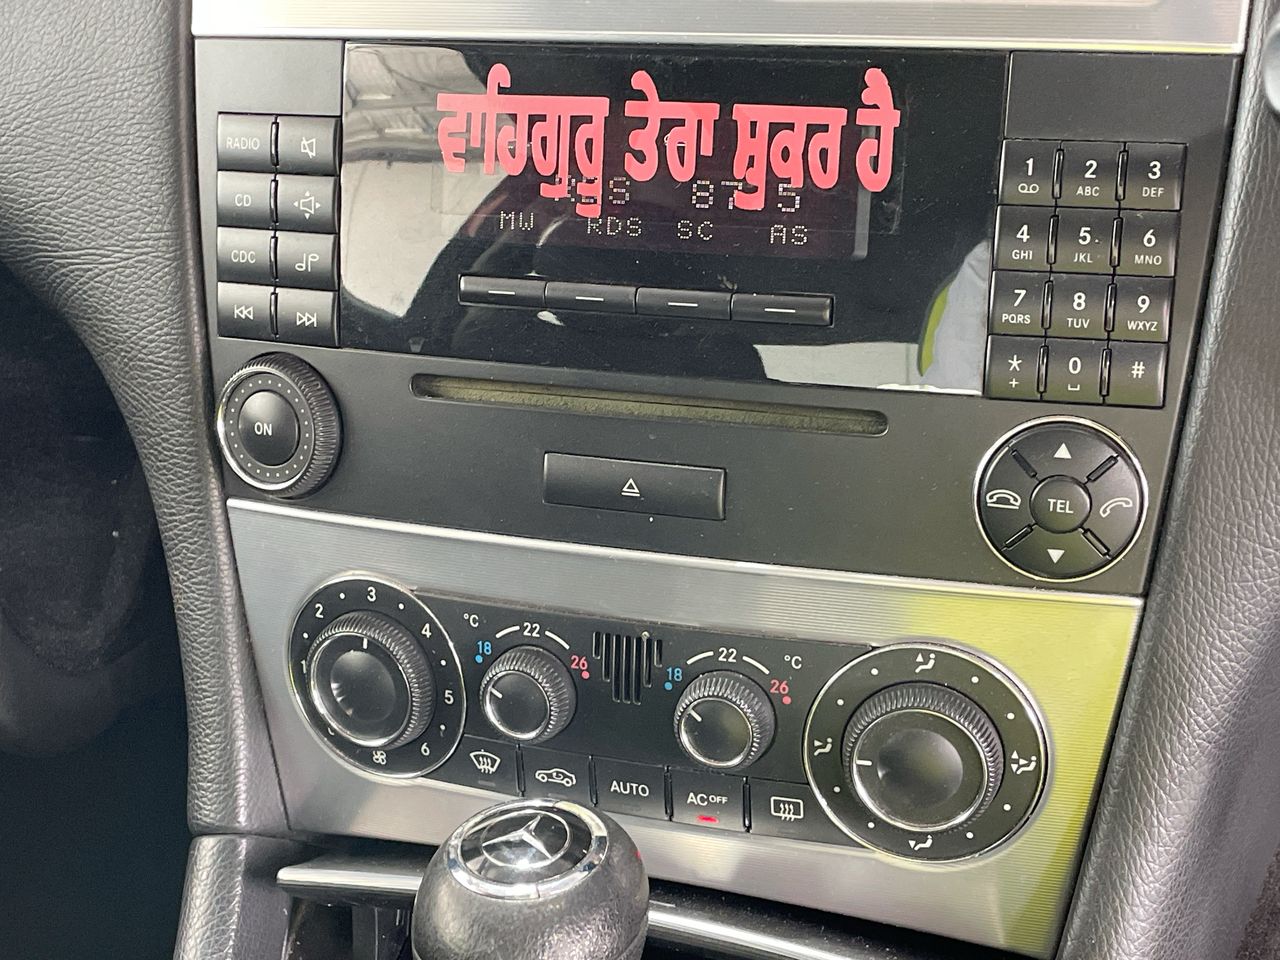 ਵਾਹਿਗੁਰੂ ਤੇਰਾ ਸ਼ੁਕਰ ਹੈ
87 5
MW RDS SC AS
RADIO
CD
CDC
ON
1 2 ABC 3 DEF
4 GHI 5 JKL 6 MNO
7 PQRS 8 TUV 9 WXYZ
* + 0 #
TEL
1 2 3 4 5 6
°C 18 22 26
18 22 26 °C
AUTO
AC OFF